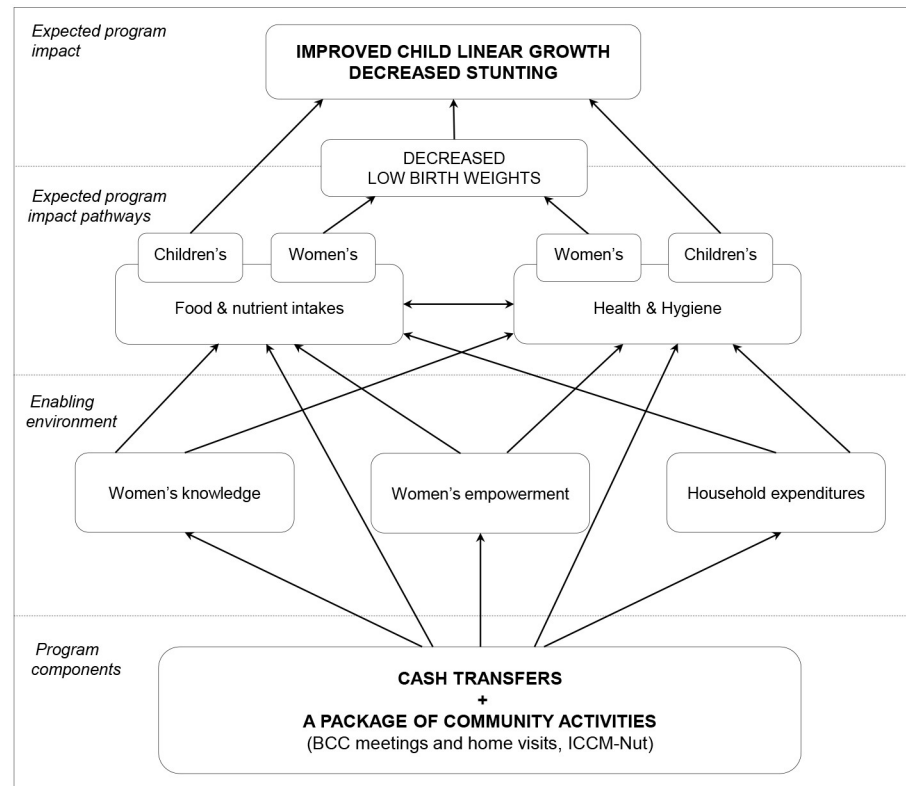 Expected program
impact
IMPROVED CHILD LINEAR GROWTH
DECREASED STUNTING
DECREASED
LOW BIRTH WEIGHTS
Expected program
impact pathways
Children’s
Women’s
Women’s
Children’s
Food & nutrient intakes
Health & Hygiene
Enabling
environment
Women’s knowledge
Women’s empowerment
Household expenditures
Program
components
CASH TRANSFERS
+
A PACKAGE OF COMMUNITY ACTIVITIES
(BCC meetings and home visits, ICCM-Nut)